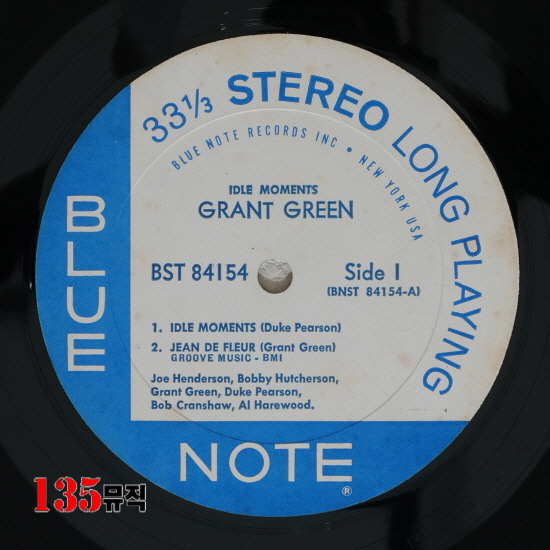 33 1/3 STEREO LONG PLAYING
BLUE NOTE RECORDS INC • NEW YORK USA
IDLE MOMENTS
GRANT GREEN
BST 84154
Side 1
(BNST 84154-A)
1. IDLE MOMENTS (Duke Pearson)
2. JEAN DE FLEUR (Grant Green)
GROOVE MUSIC - BMI
Joe Henderson, Bobby Hutcherson,
Grant Green, Duke Pearson,
Bob Cranshaw, Al Harewood.
BLUE
NOTE ®
135뮤직